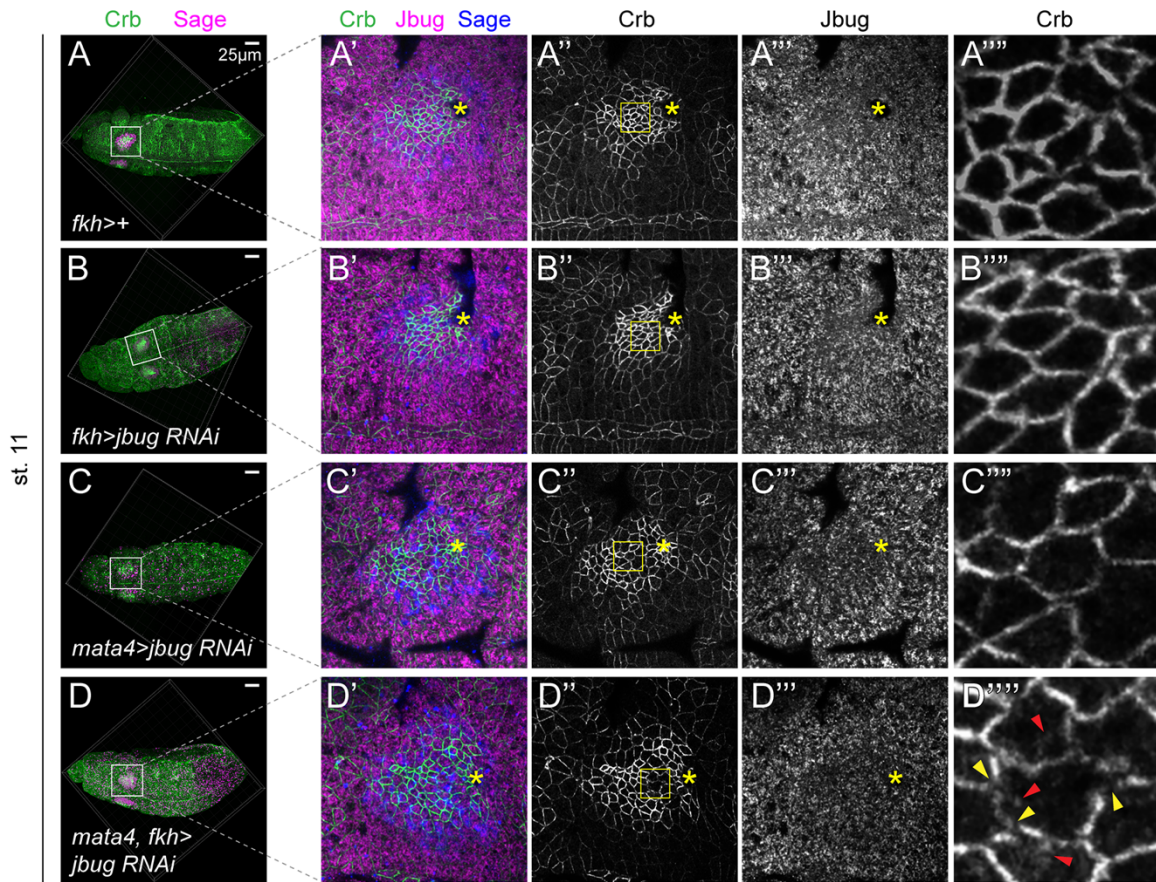 Crb Sage Crb Jbug Sage Crb Jbug Crb
A 25μm A' A'' A''' A''''
fkh>+
B B' B'' B''' B''''
fkh>jbug RNAi
st. 11
C C' C'' C''' C''''
mata4>jbug RNAi
D D' D'' D''' D''''
mata4, fkh>
jbug RNAi